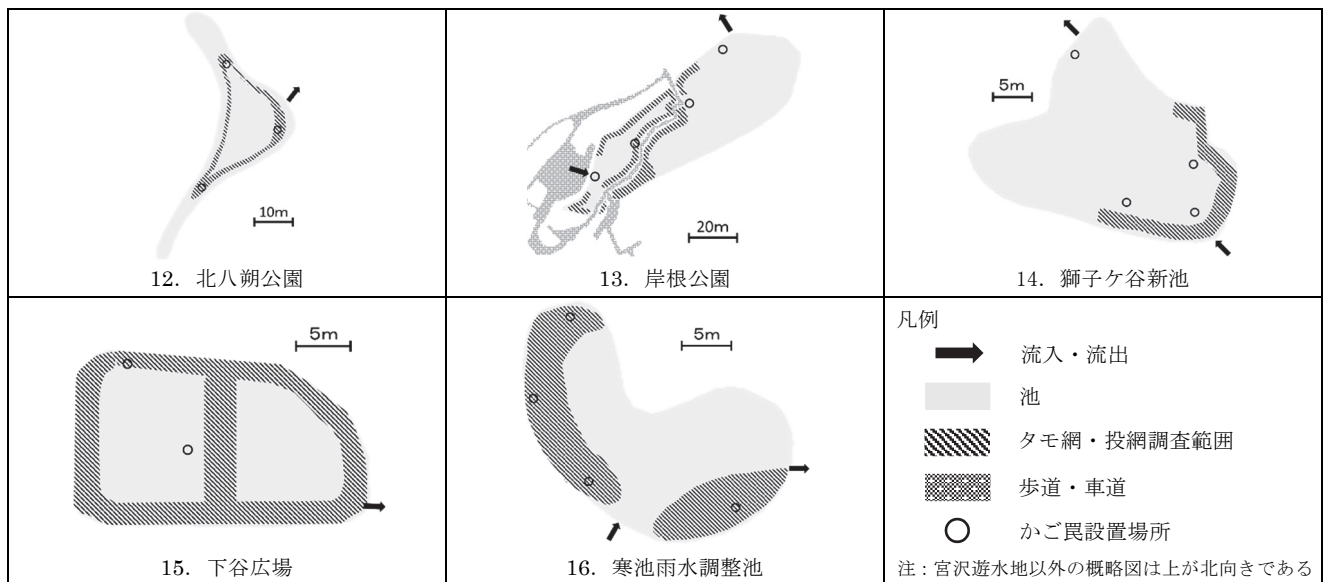 10m
12．北八朔公園
20m
13．岸根公園
5m
14．獅子ケ谷新池
5m
15．下谷広場
5m
16．寒池雨水調整池
凡例
流入・流出
池
タモ網・投網調査範囲
歩道・車道
かご罠設置場所
注：宮沢遊水地以外の概略図は上が北向きである